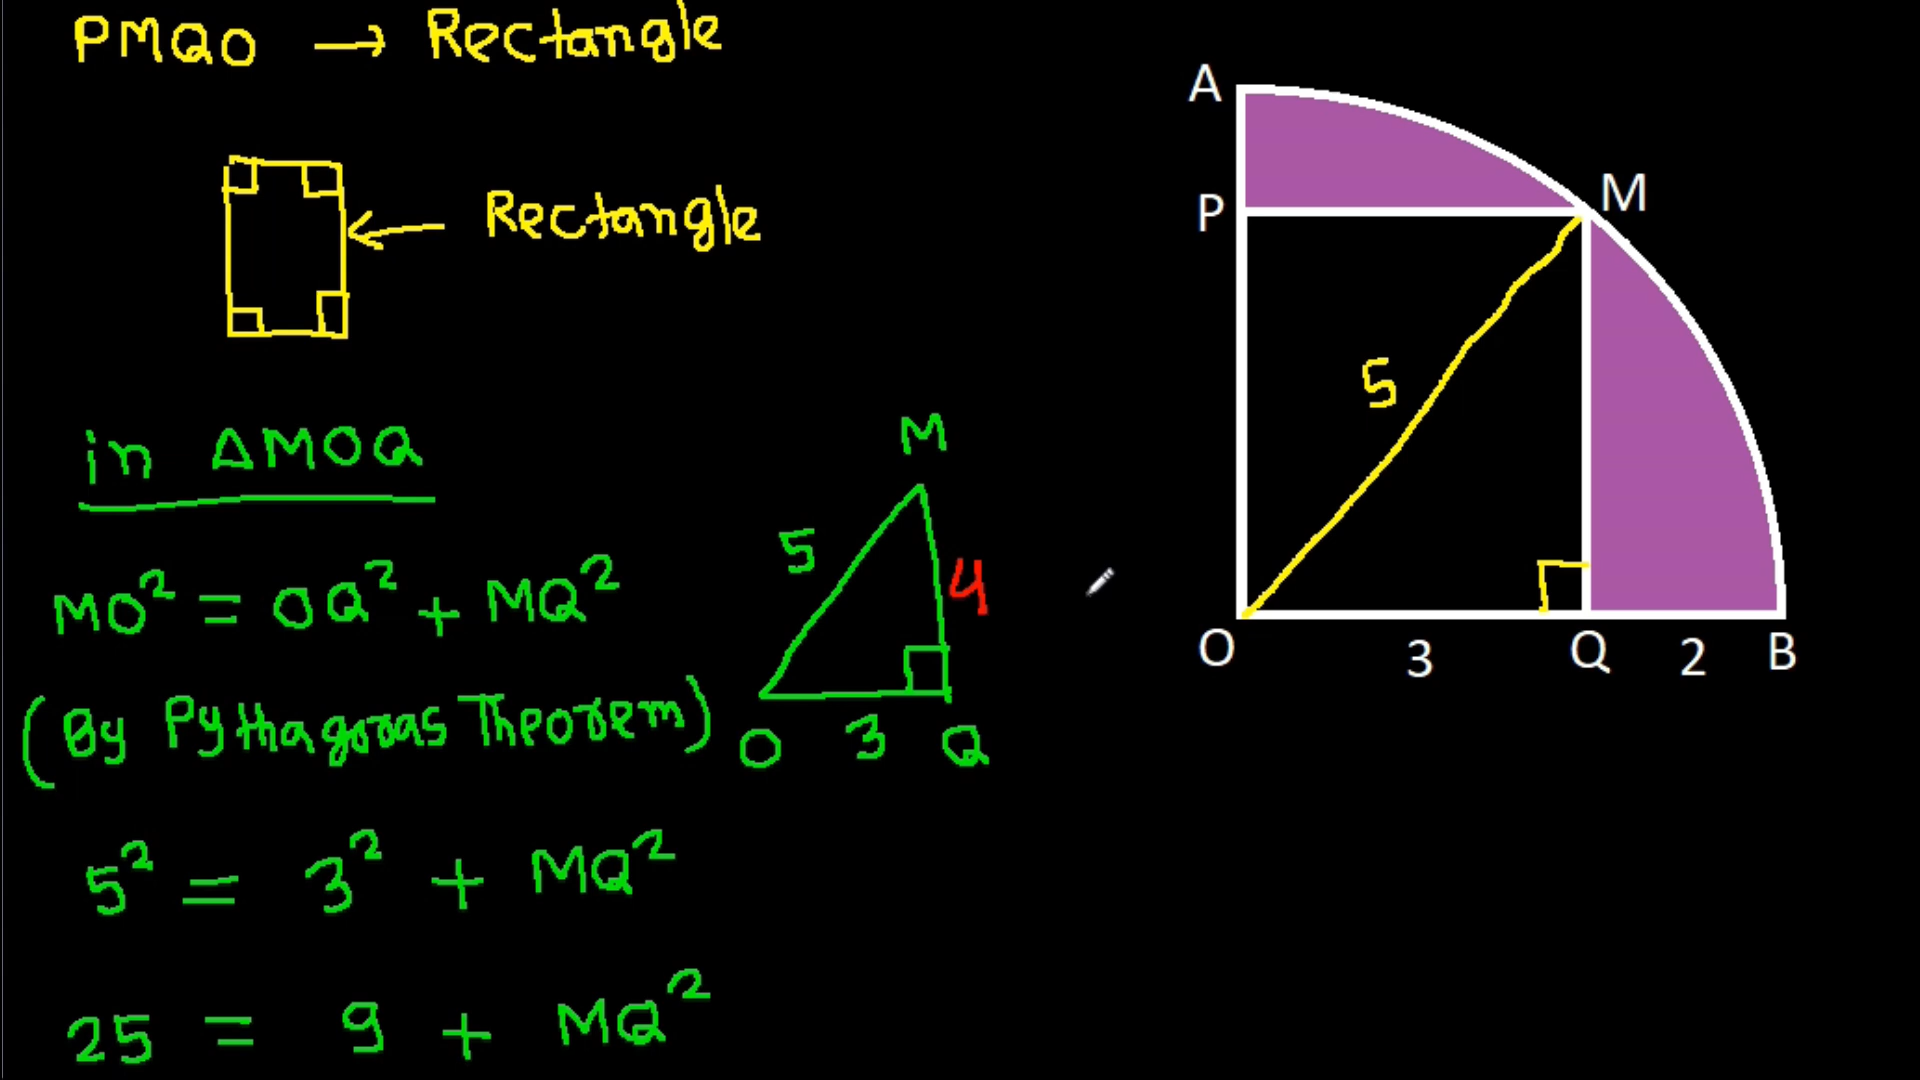 PMQO → Rectangle
← Rectangle
in ΔMOQ
MO² = OQ² + MQ²
(By Pythagoras Theorem)
5² = 3² + MQ²
25 = 9 + MQ²
M
5
4
O 3 Q
A
P
M
5
O 3 Q 2 B